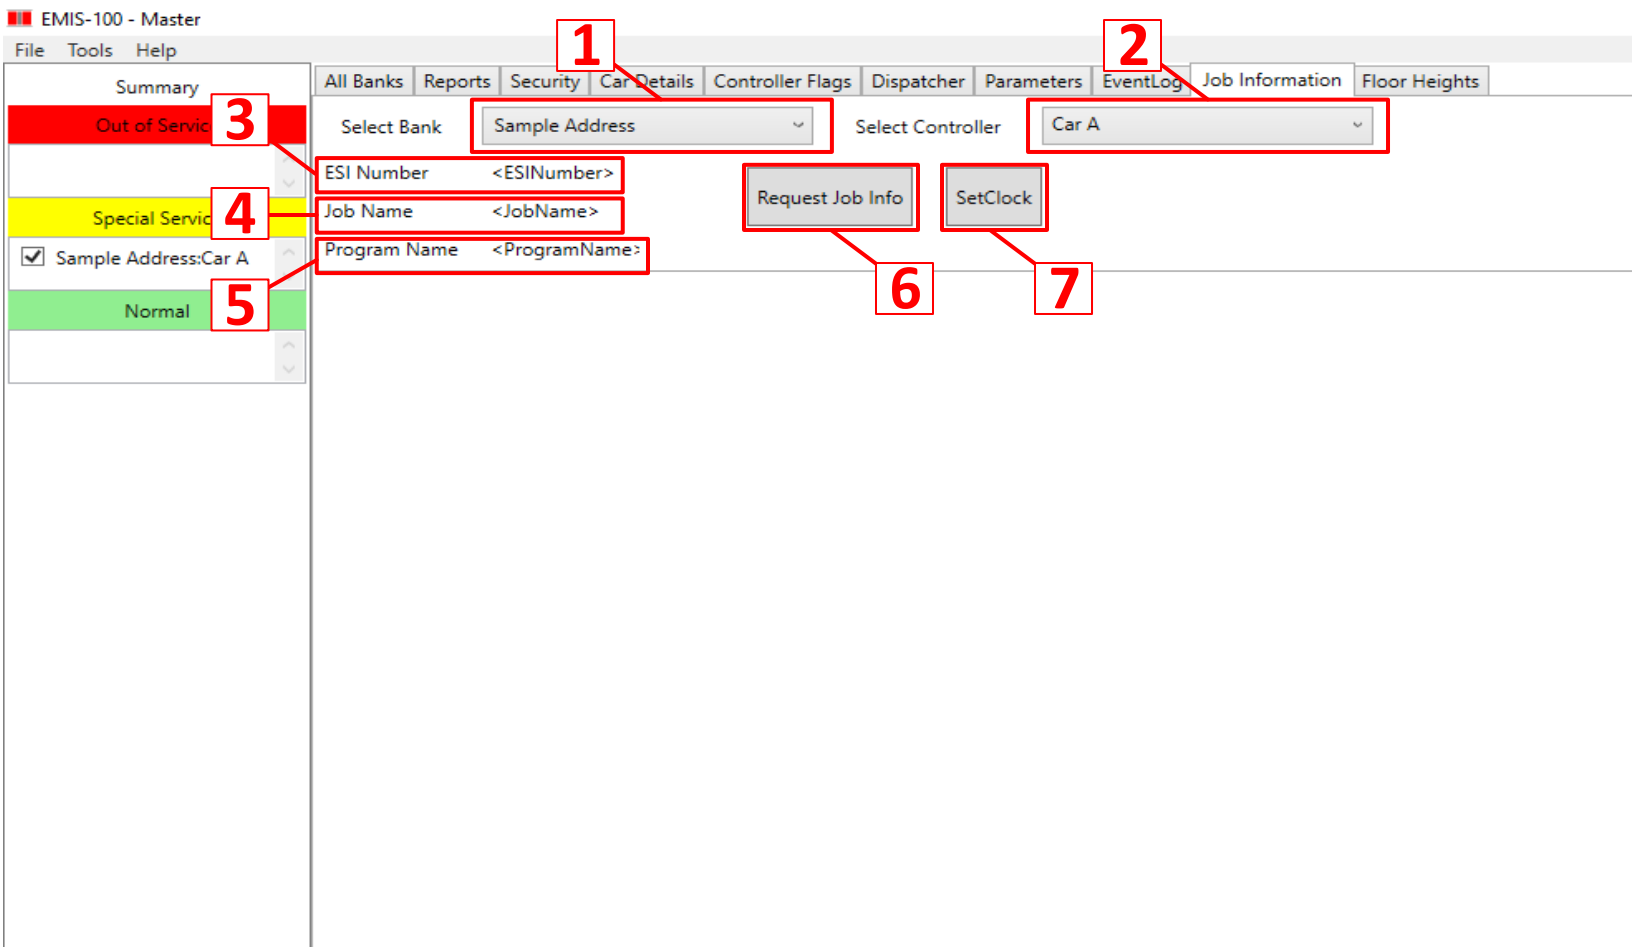 EMIS-100 - Master
File Tools Help
1
2
Summary
All Banks Reports Security Car Details Controller Flags Dispatcher Parameters EventLog Job Information Floor Heights
Out of Servic
3
Select Bank Sample Address Select Controller Car A
ESI Number <ESINumber>
Request Job Info SetClock
Special Servic
4
Job Name <JobName>
Sample Address:Car A
Program Name <ProgramName>
5
6
7
Normal